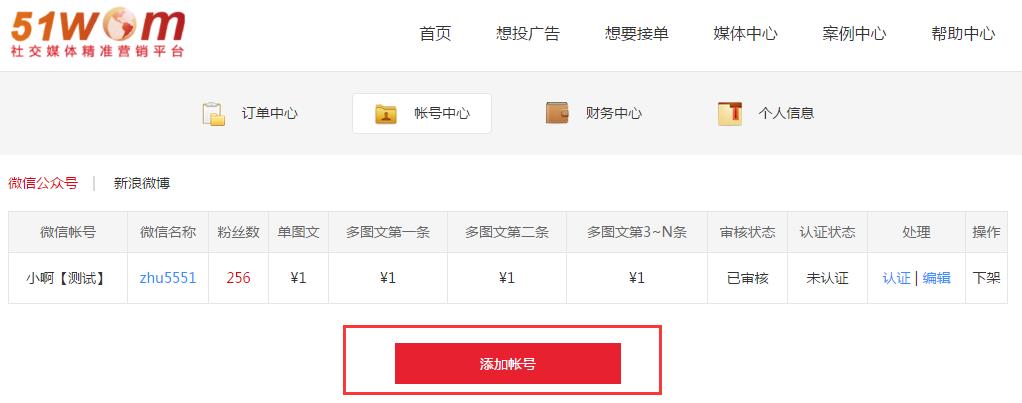 51WOM
社交媒体精准营销平台
首页 想投广告 想要接单 媒体中心 案例中心 帮助中心
订单中心 帐号中心 财务中心 个人信息
微信公众号 | 新浪微博
微信帐号 微信名称 粉丝数 单图文 多图文第一条 多图文第二条 多图文第3~N条 审核状态 认证状态 处理 操作
小啊【测试】 zhu5551 256 ¥1 ¥1 ¥1 ¥1 已审核 未认证 认证 | 编辑 下架
添加帐号